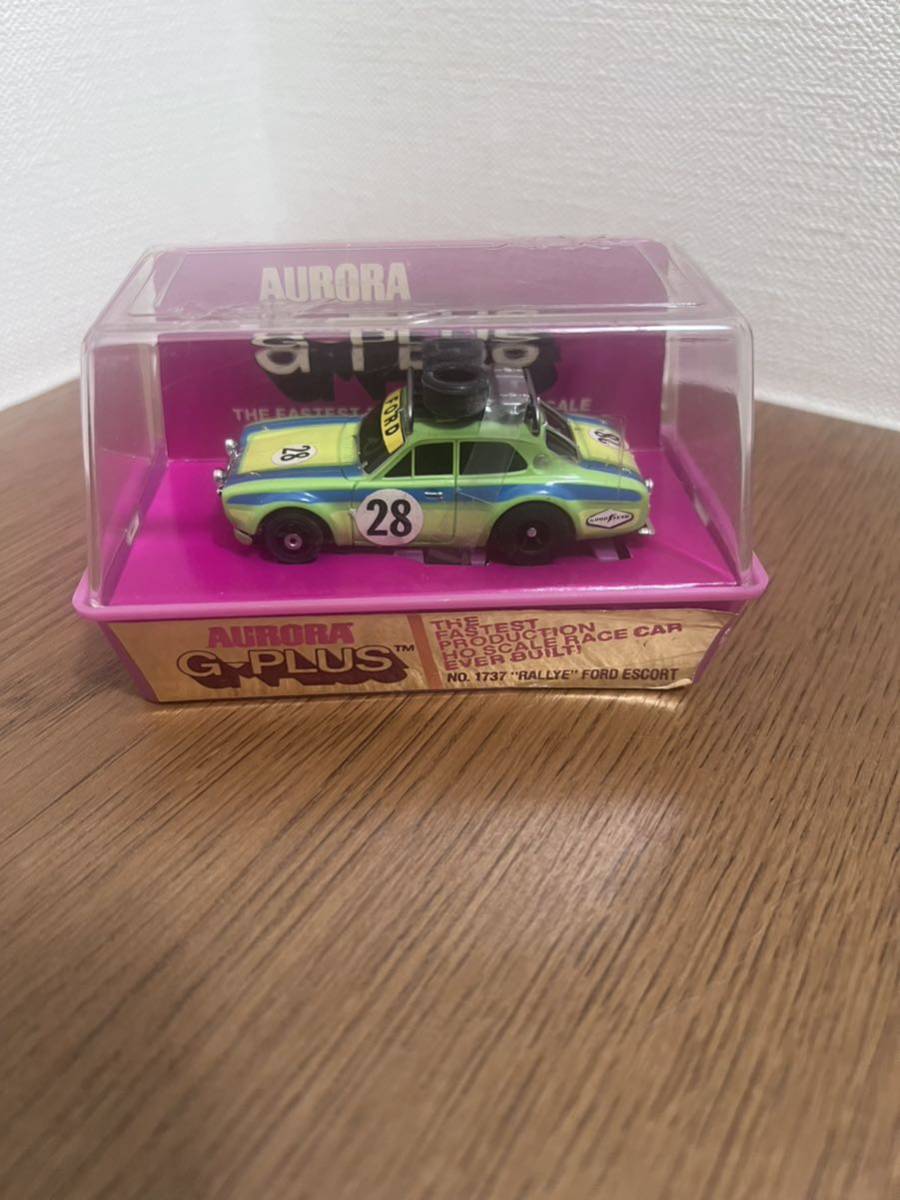 AURORA
G-PLUS
THE FASTEST
SCALE
FORD
28
28
28
GOODYEAR
AURORA
G-PLUS™
THE
FASTEST
PRODUCTION
HO SCALE RACE CAR
EVER BUILT!
NO. 1737 "RALLYE" FORD ESCORT